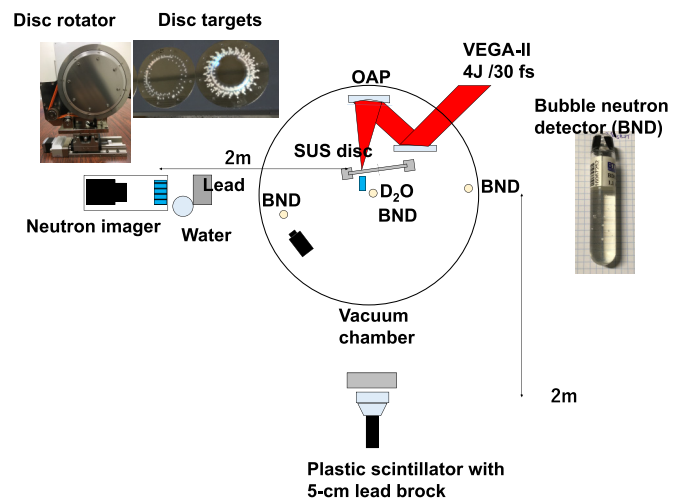 Disc rotator
Disc targets
VEGA-II
4J /30 fs
OAP
Bubble neutron
detector (BND)
2m
SUS disc
Lead
BND
D₂O
BND
BND
Neutron imager
Water
Vacuum
chamber
2m
Plastic scintillator with
5-cm lead brock